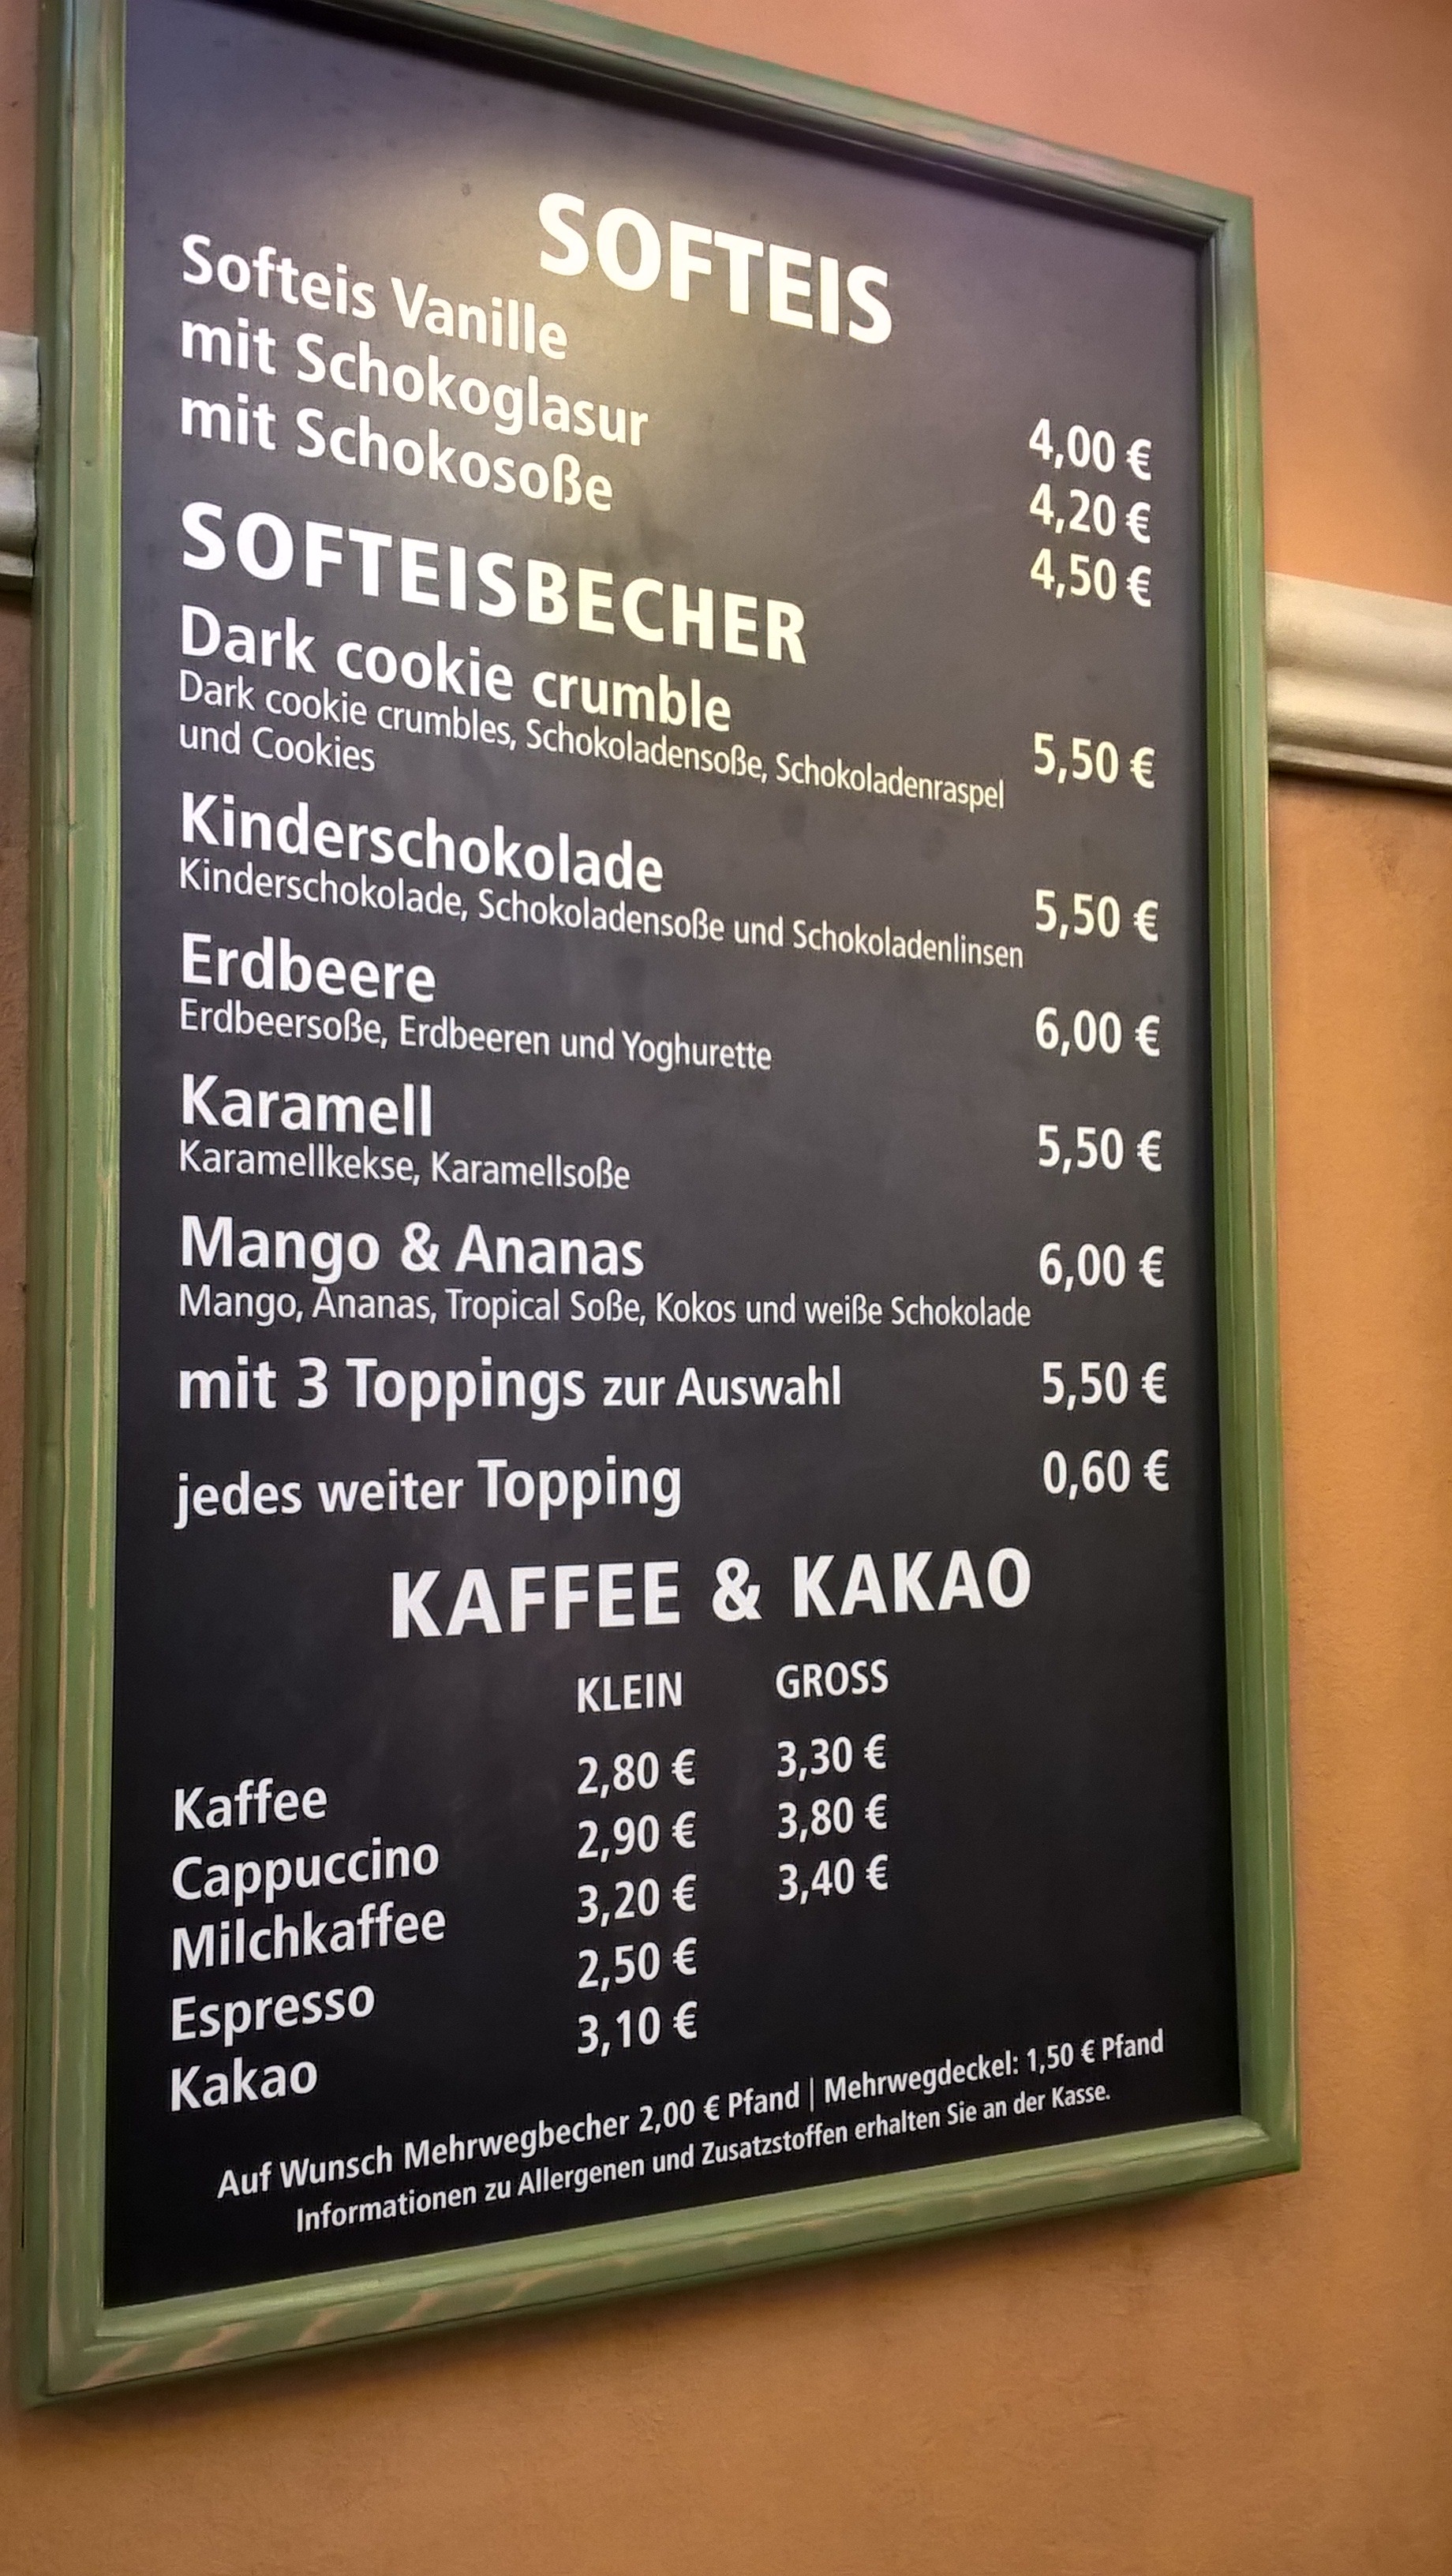 SOFTEIS
Softeis Vanille 4,00 €
mit Schokoglasur 4,20 €
mit Schokosoße 4,50 €
SOFTEISBECHER
Dark cookie crumble 5,50 €
Dark cookie crumbles, Schokoladensoße, Schokoladenraspel
und Cookies
Kinderschokolade 5,50 €
Kinderschokolade, Schokoladensoße und Schokoladenlinsen
Erdbeere 6,00 €
Erdbeersoße, Erdbeeren und Yoghurette
Karamell 5,50 €
Karamellkekse, Karamellsoße
Mango & Ananas 6,00 €
Mango, Ananas, Tropical Soße, Kokos und weiße Schokolade
mit 3 Toppings zur Auswahl 5,50 €
jedes weiter Topping 0,60 €
KAFFEE & KAKAO
KLEIN GROSS
Kaffee 2,80 € 3,30 €
Cappuccino 2,90 € 3,80 €
Milchkaffee 3,20 € 3,40 €
Espresso 2,50 €
Kakao 3,10 €
Auf Wunsch Mehrwegbecher 2,00 € Pfand | Mehrwegdeckel: 1,50 € Pfand
Informationen zu Allergenen und Zusatzstoffen erhalten Sie an der Kasse.